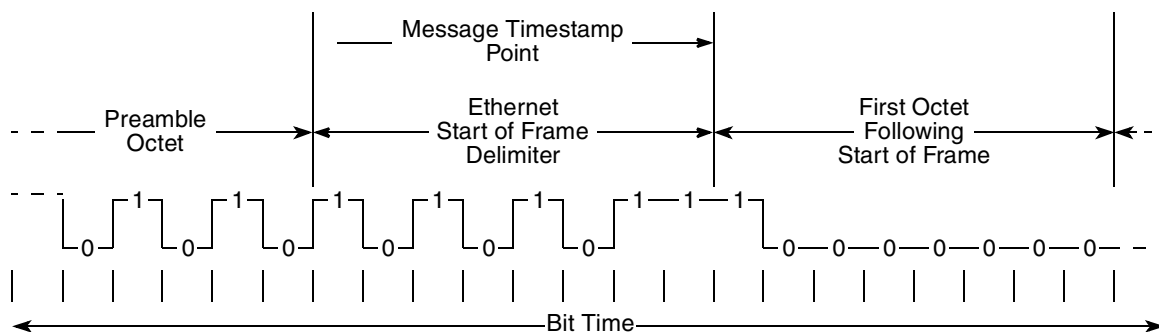 Message Timestamp
Point
Preamble
Octet
Ethernet
Start of Frame
Delimiter
First Octet
Following
Start of Frame
0 1 0 1 0 1 0 1 0 1 0 1 1 1 0 0 0 0 0 0 0
Bit Time